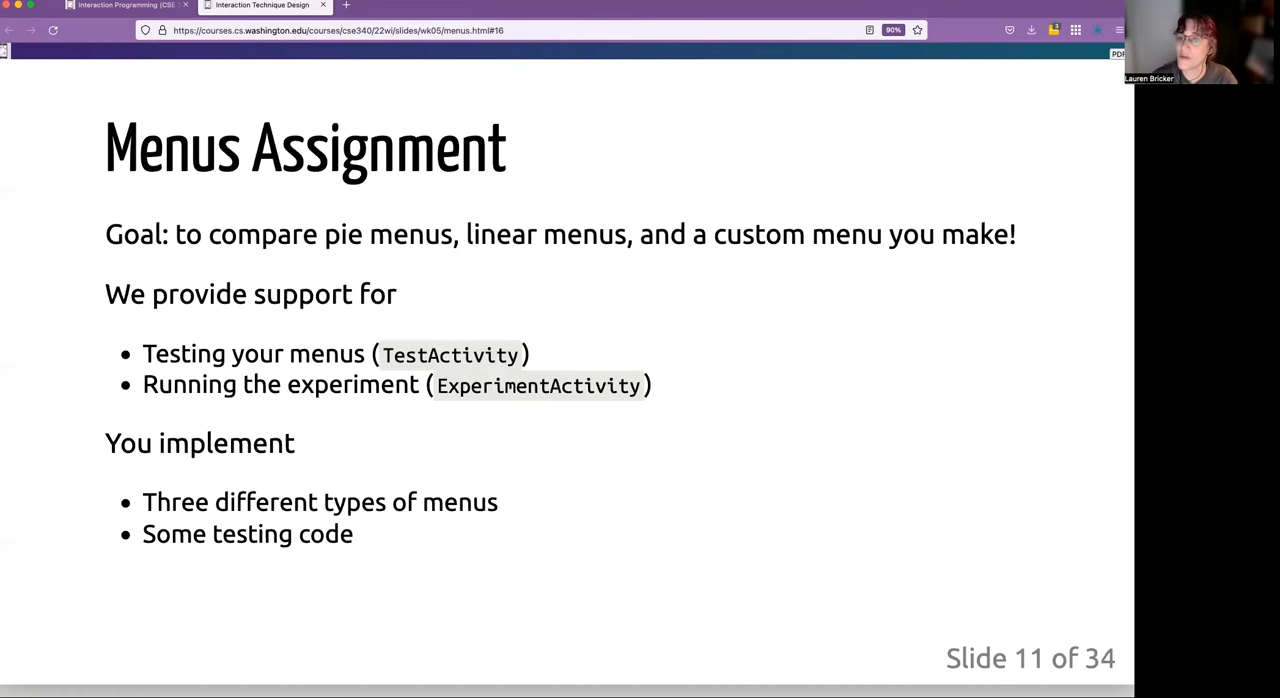 Interaction Programming (CSE
Interaction Technique Design
https://courses.cs.washington.edu/courses/cse340/22wi/slides/wk05/menus.html#16
90%
3
PDF
Lauren Bricker
Menus Assignment
Goal: to compare pie menus, linear menus, and a custom menu you make!
We provide support for
• Testing your menus (TestActivity)
• Running the experiment (ExperimentActivity)
You implement
• Three different types of menus
• Some testing code
Slide 11 of 34